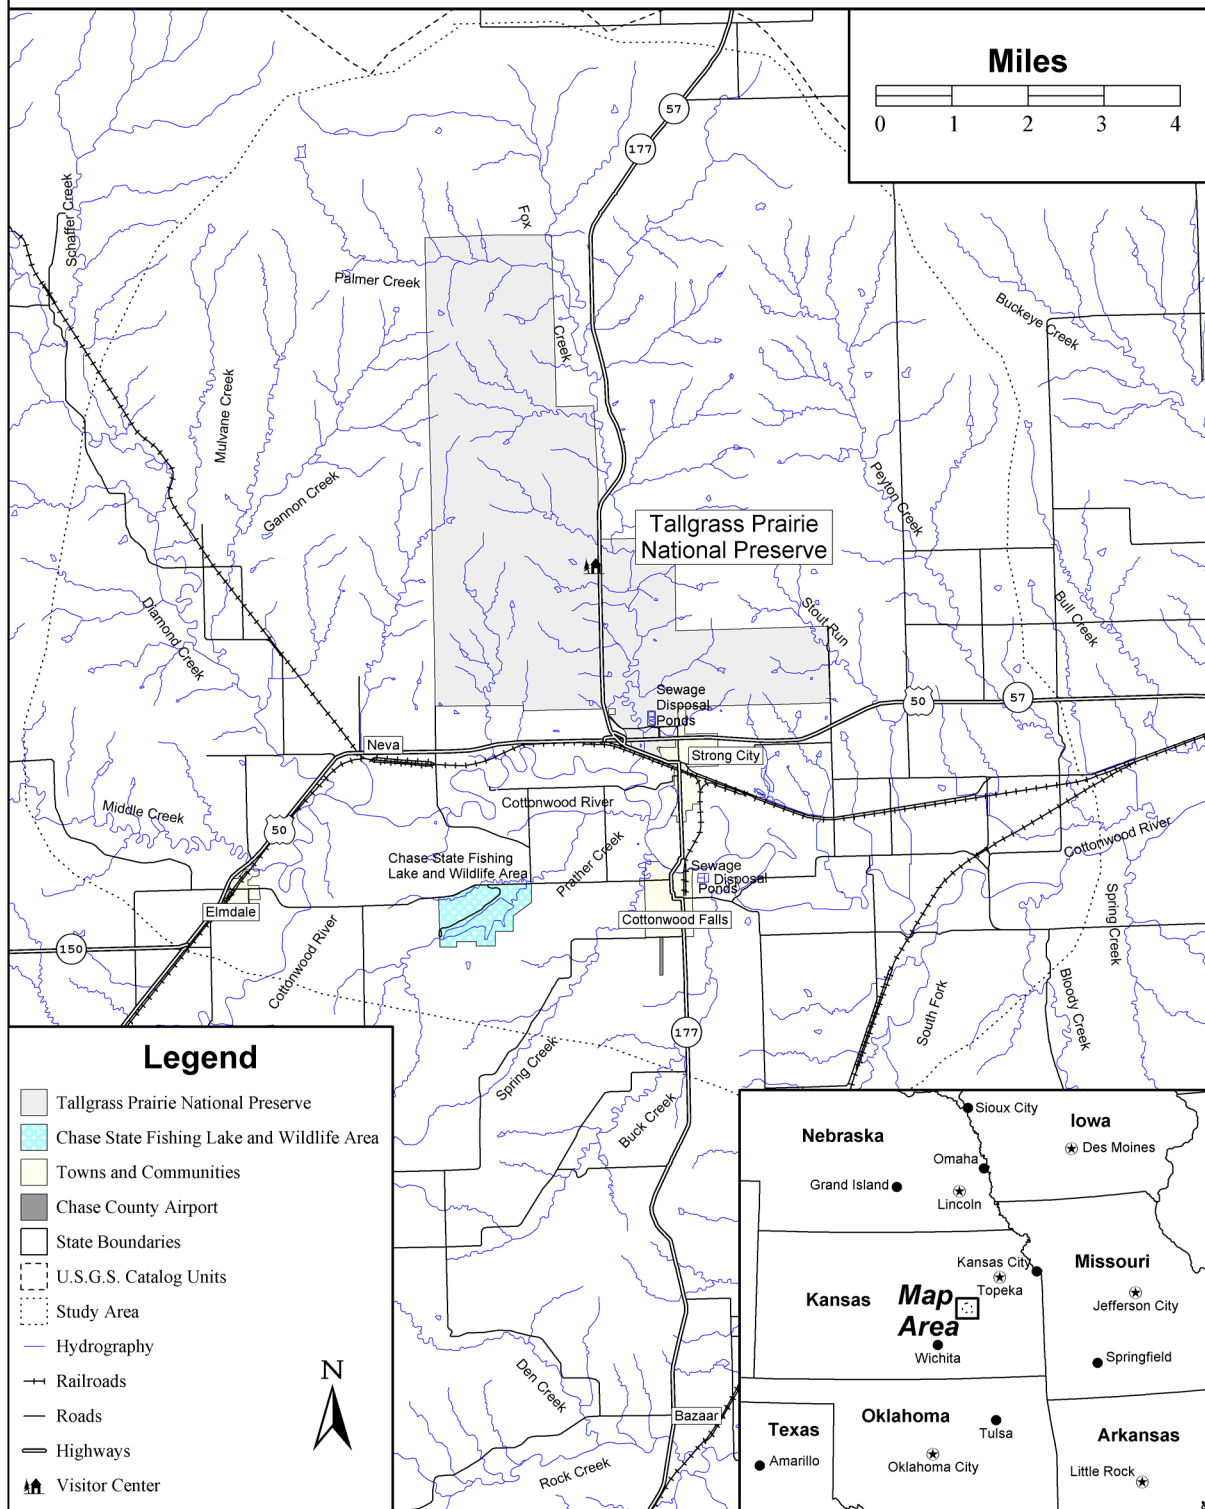 Miles
0 1 2 3 4
57
177
Schaffer Creek
Fox
Creek
Palmer Creek
Buckeye Creek
Mulvane Creek
Gannon Creek
Peyton Creek
Tallgrass Prairie
National Preserve
Diamond Creek
Stout Run
Bull Creek
Sewage
Disposal
Ponds
50
57
Neva
Strong City
Middle Creek
50
Cottonwood River
Cottonwood River
Chase State Fishing
Lake and Wildlife Area
Prather Creek
Sewage
Disposal
Ponds
Elmdale
Cottonwood Falls
150
Cottonwood River
Spring Creek
South Fork
Bloody Creek
177
Spring Creek
Buck Creek
Den Creek
Bazaar
Rock Creek
Legend
Tallgrass Prairie National Preserve
Chase State Fishing Lake and Wildlife Area
Towns and Communities
Chase County Airport
State Boundaries
U.S.G.S. Catalog Units
Study Area
Hydrography
Railroads
Roads
Highways
Visitor Center
N
Sioux City
Nebraska
Iowa
Des Moines
Omaha
Grand Island
Lincoln
Kansas City
Missouri
Topeka
Kansas
Map
Area
Jefferson City
Wichita
Springfield
Oklahoma
Texas
Tulsa
Arkansas
Amarillo
Oklahoma City
Little Rock